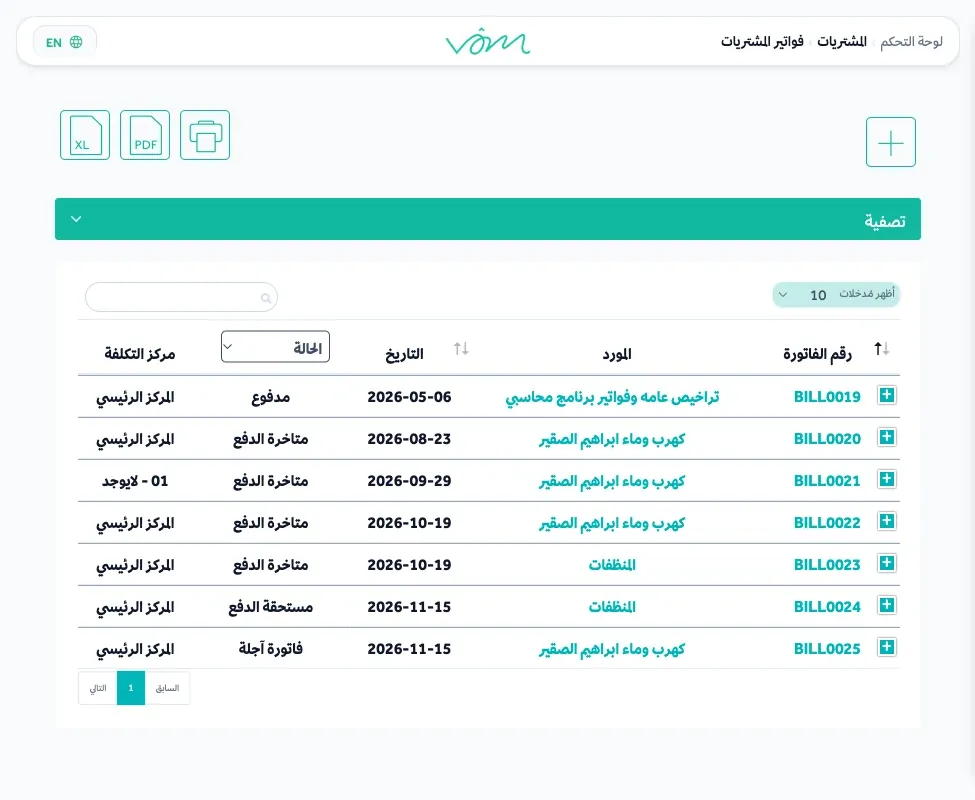 لوحة التحكم / المشتريات / فواتير المشتريات
vôm
EN
XL PDF
تصفية
أظهر مُدخلات 10
رقم الفاتورة المورد التاريخ الحالة مركز التكلفة
BILL0019 تراخيص عامه وفواتير برنامج محاسبي 2026-05-06 مدفوع المركز الرئيسي
BILL0020 كهرب وماء ابراهيم الصقير 2026-08-23 متاخرة الدفع المركز الرئيسي
BILL0021 كهرب وماء ابراهيم الصقير 2026-09-29 متاخرة الدفع 01 - لايوجد
BILL0022 كهرب وماء ابراهيم الصقير 2026-10-19 متاخرة الدفع المركز الرئيسي
BILL0023 المنظفات 2026-10-19 متاخرة الدفع المركز الرئيسي
BILL0024 المنظفات 2026-11-15 مستحقة الدفع المركز الرئيسي
BILL0025 كهرب وماء ابراهيم الصقير 2026-11-15 فاتورة آجلة المركز الرئيسي
السابق 1 التالي